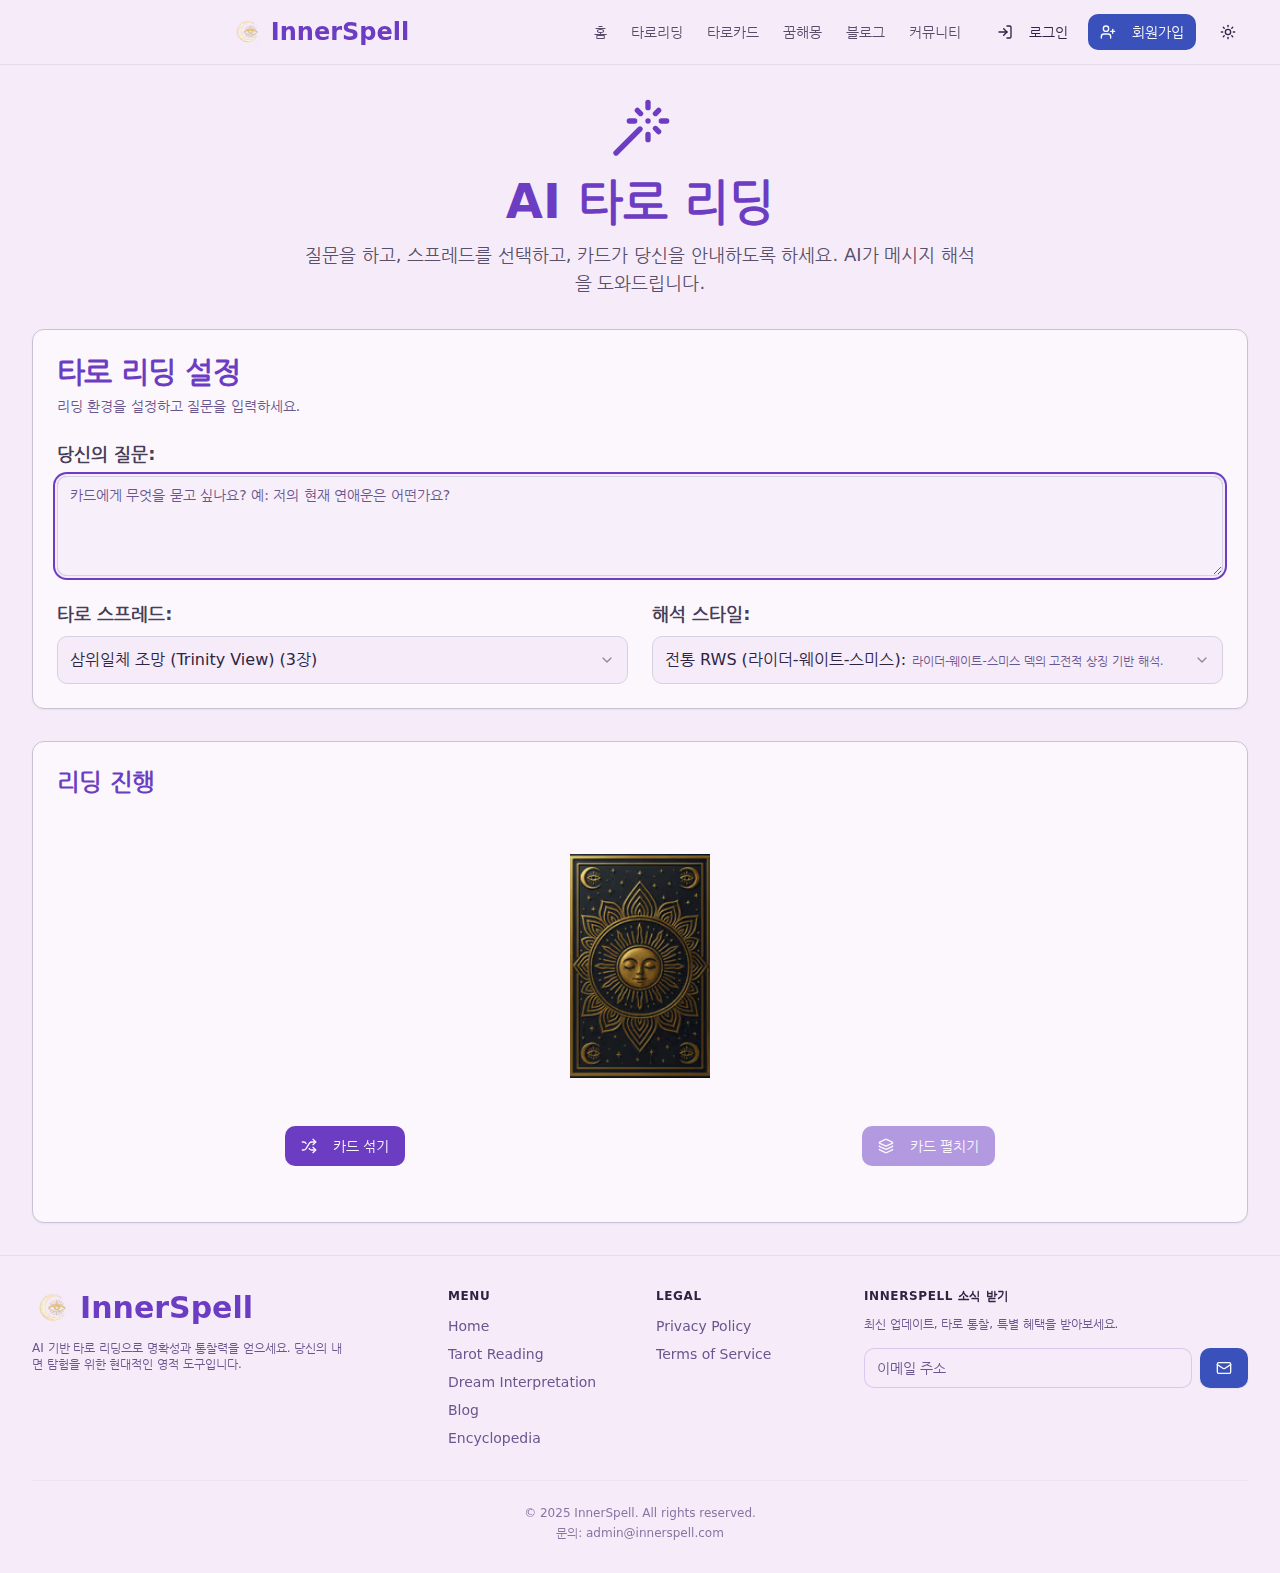 InnerSpell
홈 타로리딩 타로카드 꿈해몽 블로그 커뮤니티 로그인 회원가입
AI 타로 리딩
질문을 하고, 스프레드를 선택하고, 카드가 당신을 안내하도록 하세요. AI가 메시지 해석
을 도와드립니다.
타로 리딩 설정
리딩 환경을 설정하고 질문을 입력하세요.
당신의 질문:
카드에게 무엇을 묻고 싶나요? 예: 저의 현재 연애운은 어떤가요?
타로 스프레드:
삼위일체 조망 (Trinity View) (3장)
해석 스타일:
전통 RWS (라이더-웨이트-스미스): 라이더-웨이트-스미스 덱의 고전적 상징 기반 해석.
리딩 진행
카드 섞기
카드 펼치기
InnerSpell
AI 기반 타로 리딩으로 명확성과 통찰력을 얻으세요. 당신의 내
면 탐험을 위한 현대적인 영적 도구입니다.
MENU
Home
Tarot Reading
Dream Interpretation
Blog
Encyclopedia
LEGAL
Privacy Policy
Terms of Service
INNERSPELL 소식 받기
최신 업데이트, 타로 통찰, 특별 혜택을 받아보세요.
이메일 주소
© 2025 InnerSpell. All rights reserved.
문의: admin@innerspell.com